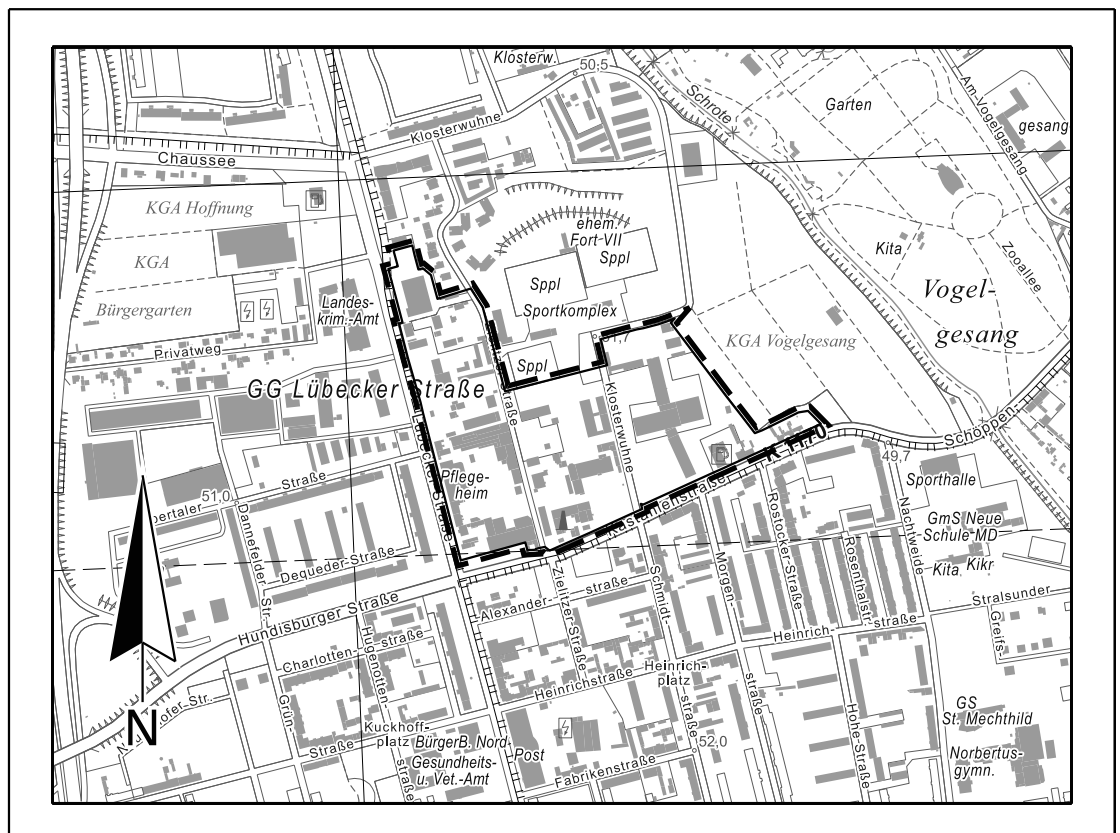 Klosterw.
50,5
Schrote
Garten
Am-Vogelgesang
gesang
Klosterwuhne
Chaussee
KGA Hoffnung
ehem.
Fort VII
Sppl
Kita
Zooallee
KGA
Sppl
Vogel-
gesang
Bürgergarten
Landes-
krim.-Amt
Sportkomplex
KGA Vogelgesang
Privatweg
Sppl
GG Lübecker Straße
straße
Klosterwuhne
Lübecker Straße
Schöppen-
49,7
Pflege-
heim
Sporthalle
51,0
Straße
Dannefelder Str.
GmS Neue
Schule MD
Kita
Kikr
Nachtweide
Dequeder-Straße
Zielitzer-Straße
Schmidt-
straße
Morgen-
straße
Rostocker-Straße
Rosenthalstr.
Stralsunder
Alexander-
straße
Hundisburger Straße
Heinrich-
straße
Greifs-
Charlotten-
straße
Hugenotten-
straße
Heinrich-
platz
Heinrichstraße
Hohe-Straße
Grün-
Straße
Kuckhoff-
platz
BürgerB. Nord
Gesundheits-
u. Vet.-Amt
Post
52,0
Fabrikenstraße
GS
St. Mechthild
Norbertus-
gymn.
N